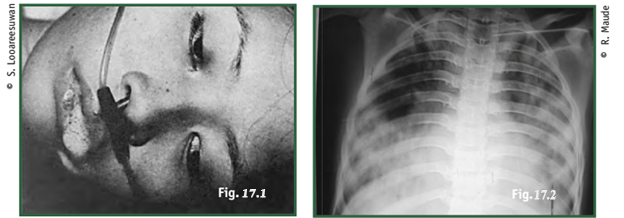 © S. Looareesuwan
Fig. 17.1
© R. Maude
Fig. 17.2